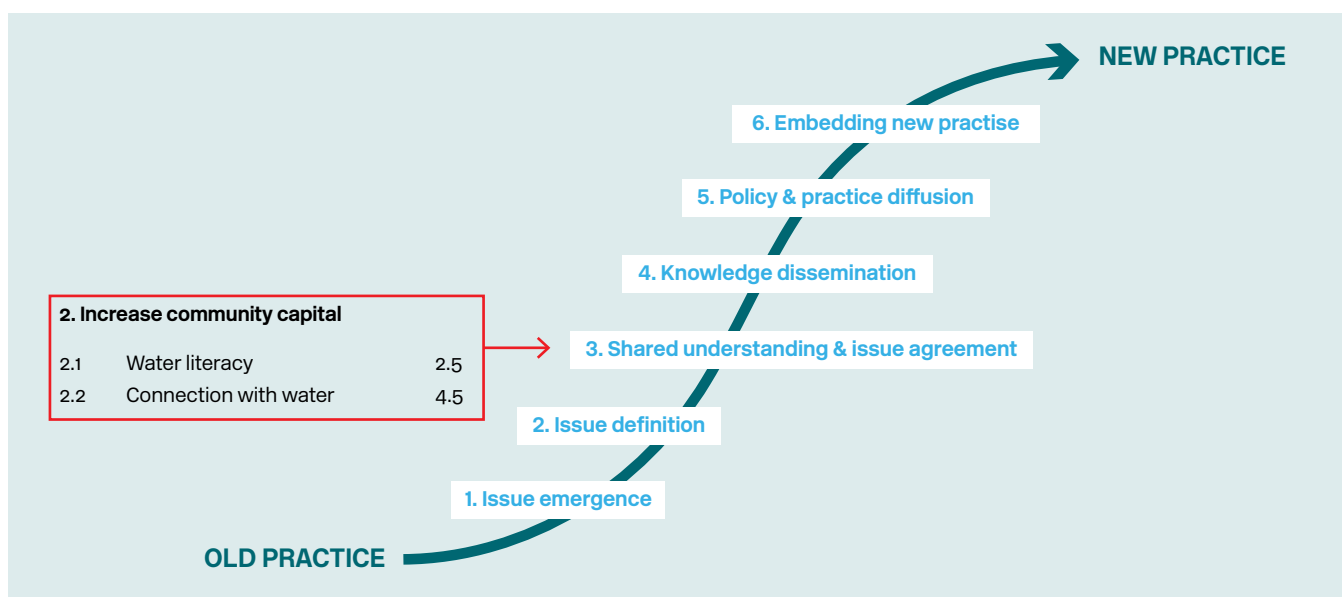 NEW PRACTICE
6. Embedding new practise
5. Policy & practice diffusion
4. Knowledge dissemination
2. Increase community capital
2.1 Water literacy 2.5
2.2 Connection with water 4.5
3. Shared understanding & issue agreement
2. Issue definition
1. Issue emergence
OLD PRACTICE